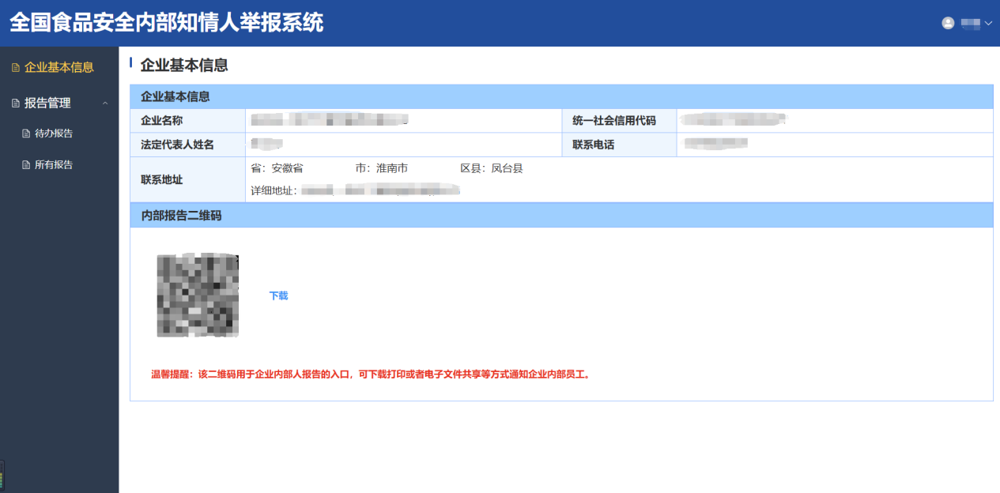 全国食品安全内部知情人举报系统
企业基本信息
报告管理
待办报告
所有报告
企业基本信息
企业基本信息
企业名称 统一社会信用代码
法定代表人姓名 联系电话
联系地址 省：安徽省 市：淮南市 区县：凤台县
详细地址：
内部报告二维码
下载
温馨提醒：该二维码用于企业内部人报告的入口，可下载打印或者电子文件共享等方式通知企业内部员工。